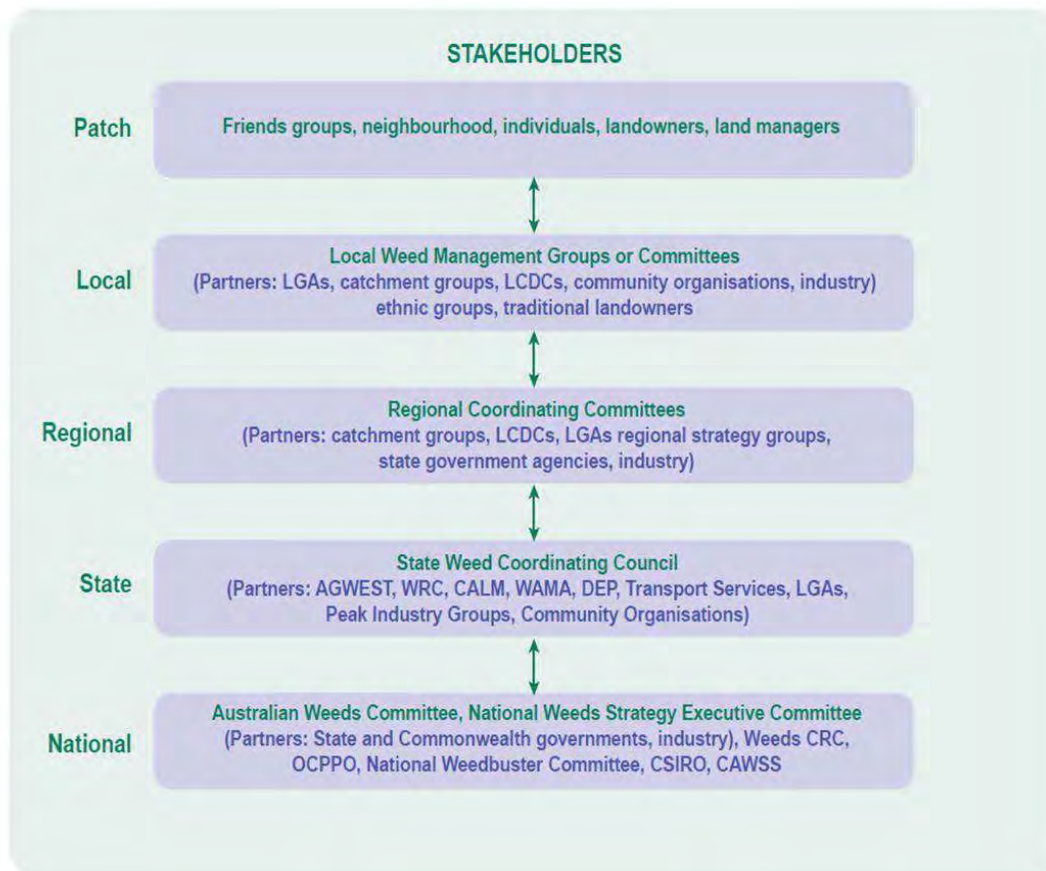 STAKEHOLDERS
Patch
Friends groups, neighbourhood, individuals, landowners, land managers
Local
Local Weed Management Groups or Committees
(Partners: LGAs, catchment groups, LCDCs, community organisations, industry)
ethnic groups, traditional landowners
Regional
Regional Coordinating Committees
(Partners: catchment groups, LCDCs, LGAs regional strategy groups,
state government agencies, industry)
State
State Weed Coordinating Council
(Partners: AGWEST, WRC, CALM, WAMA, DEP, Transport Services, LGAs,
Peak Industry Groups, Community Organisations)
National
Australian Weeds Committee, National Weeds Strategy Executive Committee
(Partners: State and Commonwealth governments, industry), Weeds CRC,
OCPPO, National Weedbuster Committee, CSIRO, CAWSS